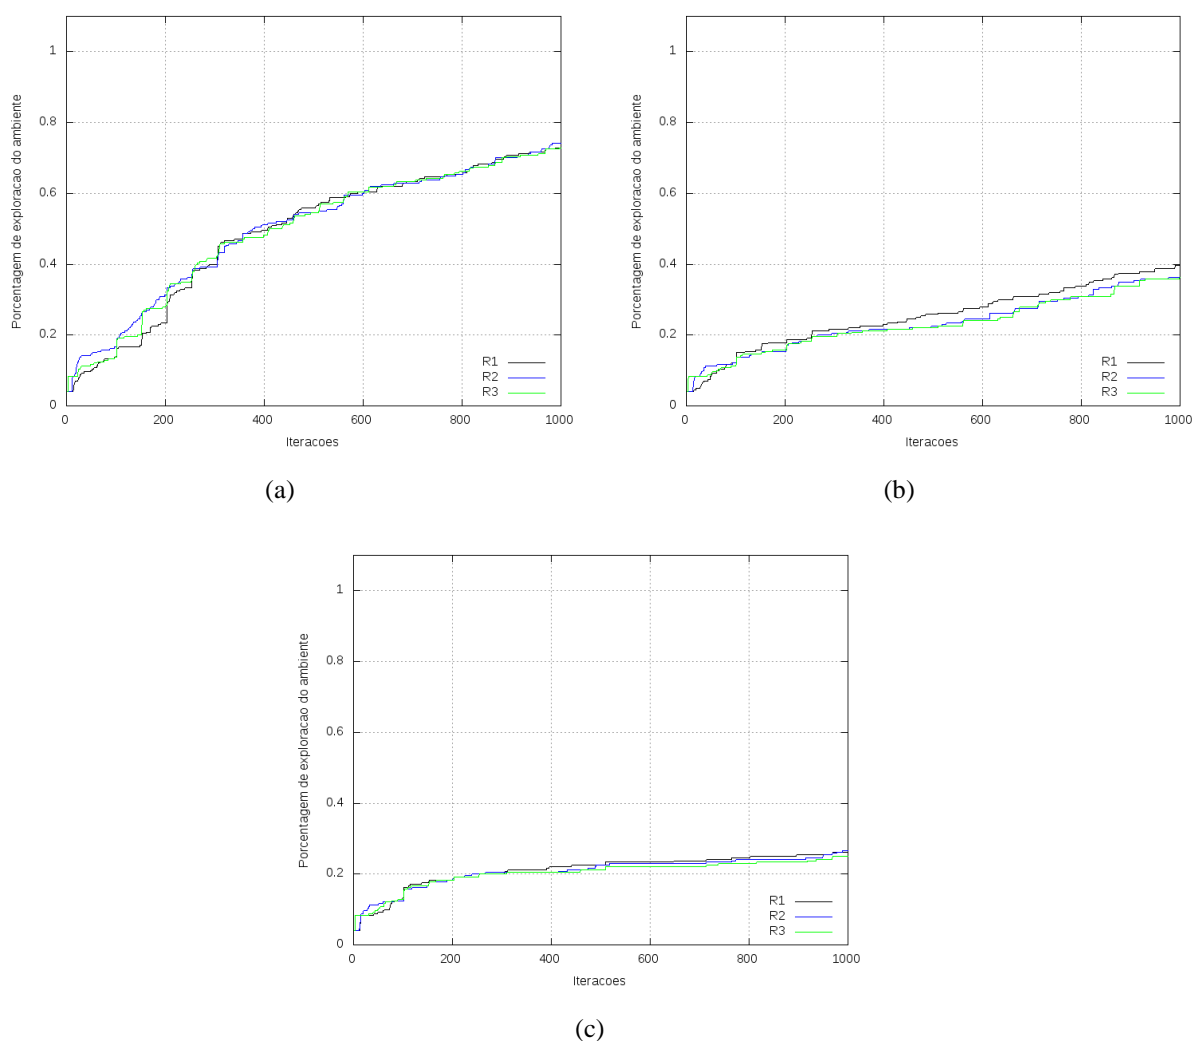 Porcentagem de exploracao do ambiente
1
0.8
0.6
0.4
0.2
0
R1
R2
R3
0 200 400 600 800 1000
Iteracoes
(a)
Porcentagem de exploracao do ambiente
1
0.8
0.6
0.4
0.2
0
R1
R2
R3
0 200 400 600 800 1000
Iteracoes
(b)
Porcentagem de exploracao do ambiente
1
0.8
0.6
0.4
0.2
0
R1
R2
R3
0 200 400 600 800 1000
Iteracoes
(c)